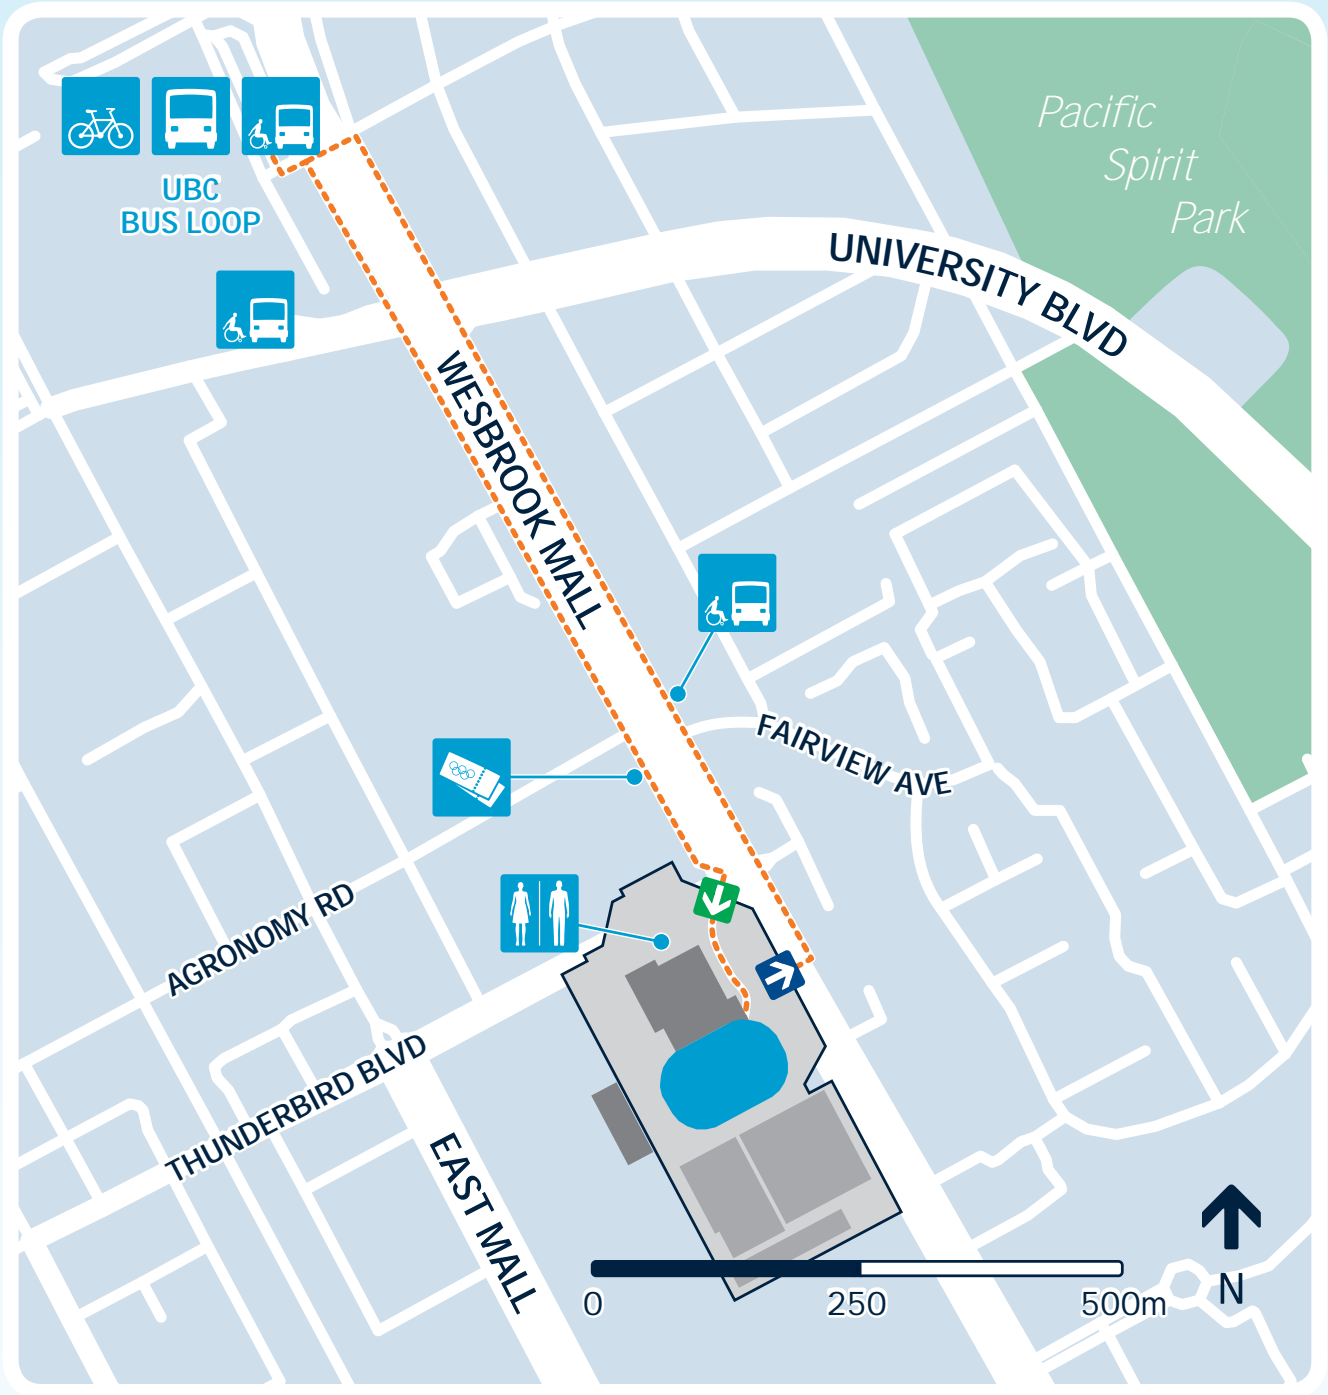 Pacific
Spirit
Park
UBC
BUS LOOP
UNIVERSITY BLVD
WESBROOK MALL
FAIRVIEW AVE
AGRONOMY RD
THUNDERBIRD BLVD
EAST MALL
0 250 500m
N